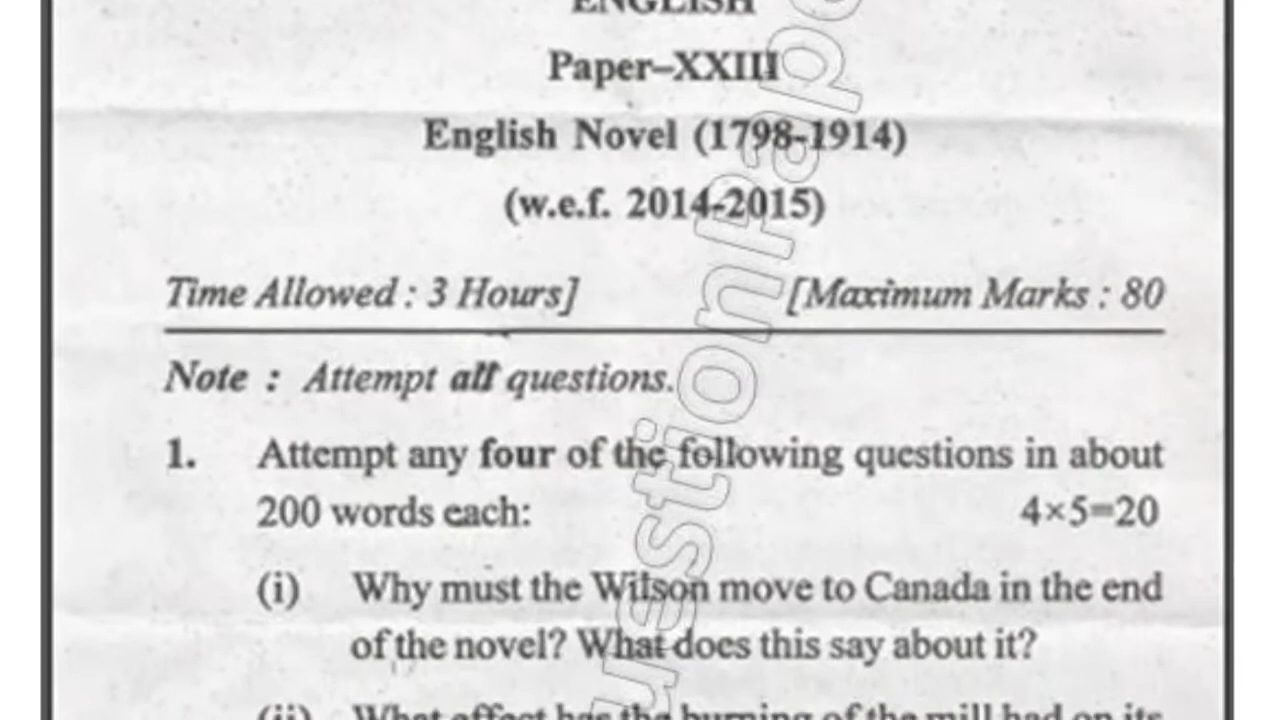 ENGLISH
Paper–XXIII
English Novel (1798-1914)
(w.e.f. 2014-2015)
Time Allowed : 3 Hours] [Maximum Marks : 80
Note : Attempt all questions.
1. Attempt any four of the following questions in about
200 words each: 4×5=20
(i) Why must the Wilson move to Canada in the end
of the novel? What does this say about it?
(ii) What effect has the burning of the mill had on its
uestionPape